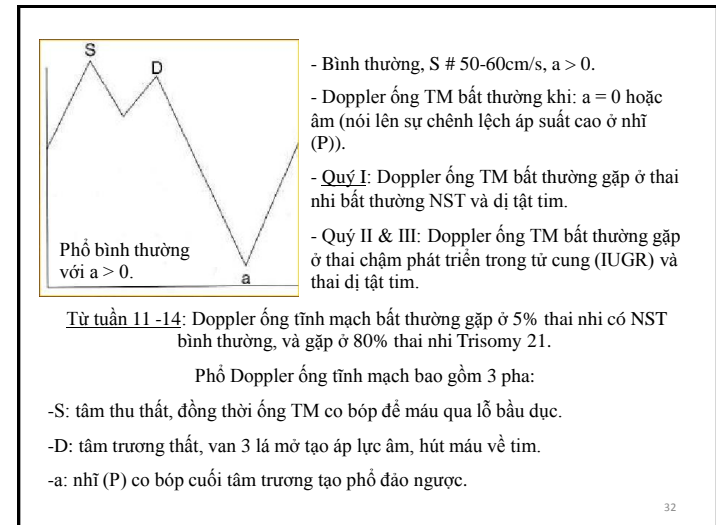 S
D
Phổ bình thường
với a > 0.
a
- Bình thường, S # 50-60cm/s, a > 0.
- Doppler ống TM bất thường khi: a = 0 hoặc
âm (nói lên sự chênh lệch áp suất cao ở nhĩ
(P)).
- Quý I: Doppler ống TM bất thường gặp ở thai
nhi bất thường NST và dị tật tim.
- Quý II & III: Doppler ống TM bất thường gặp
ở thai chậm phát triển trong tử cung (IUGR) và
thai dị tật tim.
Từ tuần 11 -14: Doppler ống tĩnh mạch bất thường gặp ở 5% thai nhi có NST
bình thường, và gặp ở 80% thai nhi Trisomy 21.
Phổ Doppler ống tĩnh mạch bao gồm 3 pha:
-S: tâm thu thất, đồng thời ống TM co bóp để máu qua lỗ bầu dục.
-D: tâm trương thất, van 3 lá mở tạo áp lực âm, hút máu về tim.
-a: nhĩ (P) co bóp cuối tâm trương tạo phổ đảo ngược.
32